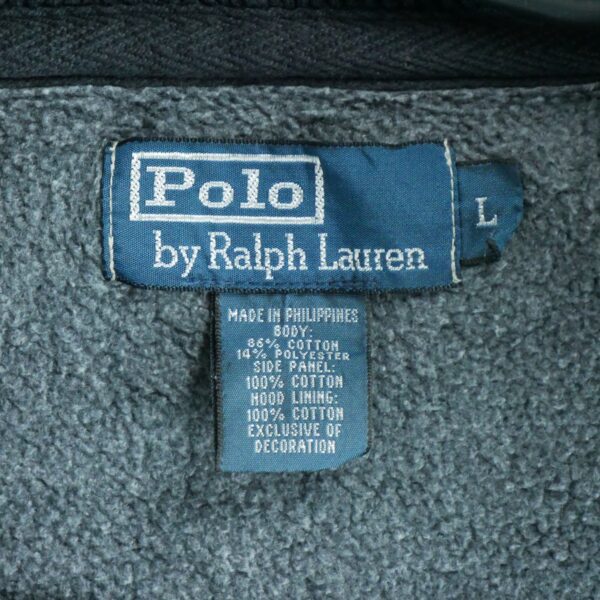 Polo
by Ralph Lauren
L
MADE IN PHILIPPINES
BODY:
86% COTTON
14% POLYESTER
SIDE PANEL:
100% COTTON
HOOD LINING:
100% COTTON
EXCLUSIVE OF
DECORATION